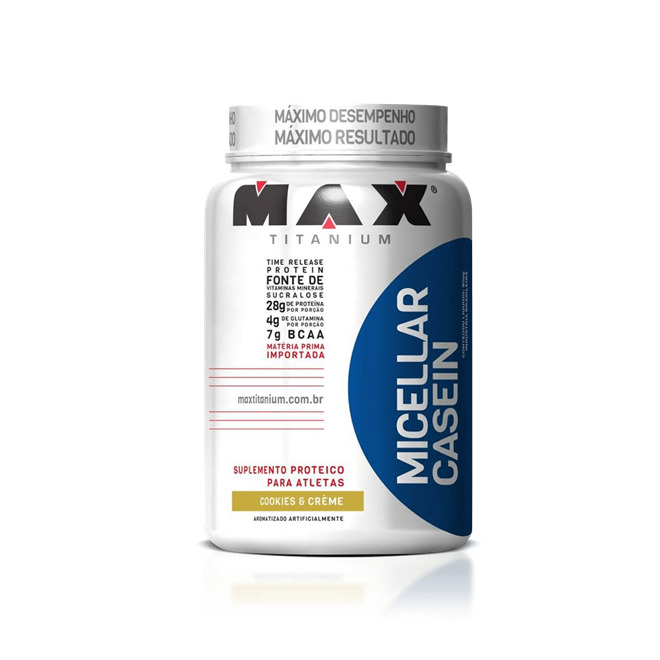 MÁXIMO DESEMPENHO
MÁXIMO RESULTADO
MAX®
TITANIUM
TIME RELEASE
PROTEIN
FONTE DE
VITAMINAS MINERAIS
SUCRALOSE
28g DE PROTEÍNA
POR PORÇÃO
4g DE GLUTAMINA
POR PORÇÃO
7g BCAA
MATÉRIA PRIMA
IMPORTADA
maxtitanium.com.br
SUPLEMENTO PROTEICO
PARA ATLETAS
COOKIES & CRÈME
AROMATIZADO ARTIFICIALMENTE
MICELLAR
CASEIN
INDÚSTRIA BRASILEIRA